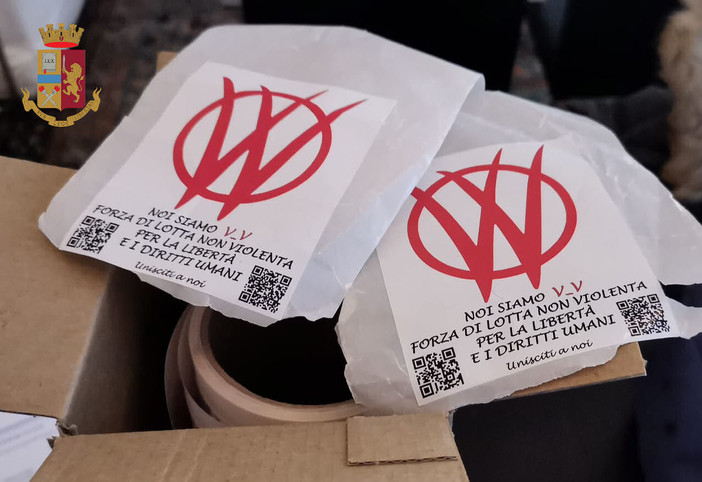 NOI SIAMO V_V
FORZA DI LOTTA NON VIOLENTA
PER LA LIBERTÀ
E I DIRITTI UMANI
Unisciti a noi
NOI SIAMO V_V
FORZA DI LOTTA NON VIOLENTA
PER LA LIBERTÀ
E I DIRITTI UMANI
Unisciti a noi